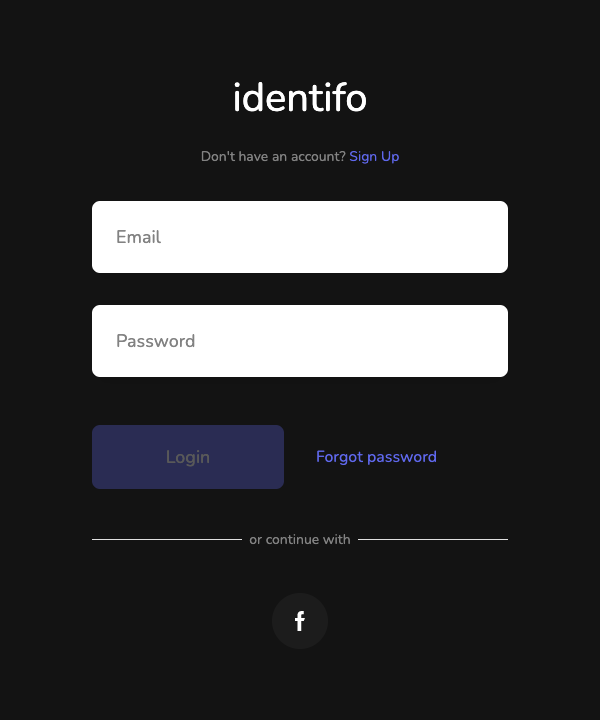 identifo
Don't have an account? Sign Up
Email
Password
Login
Forgot password
or continue with